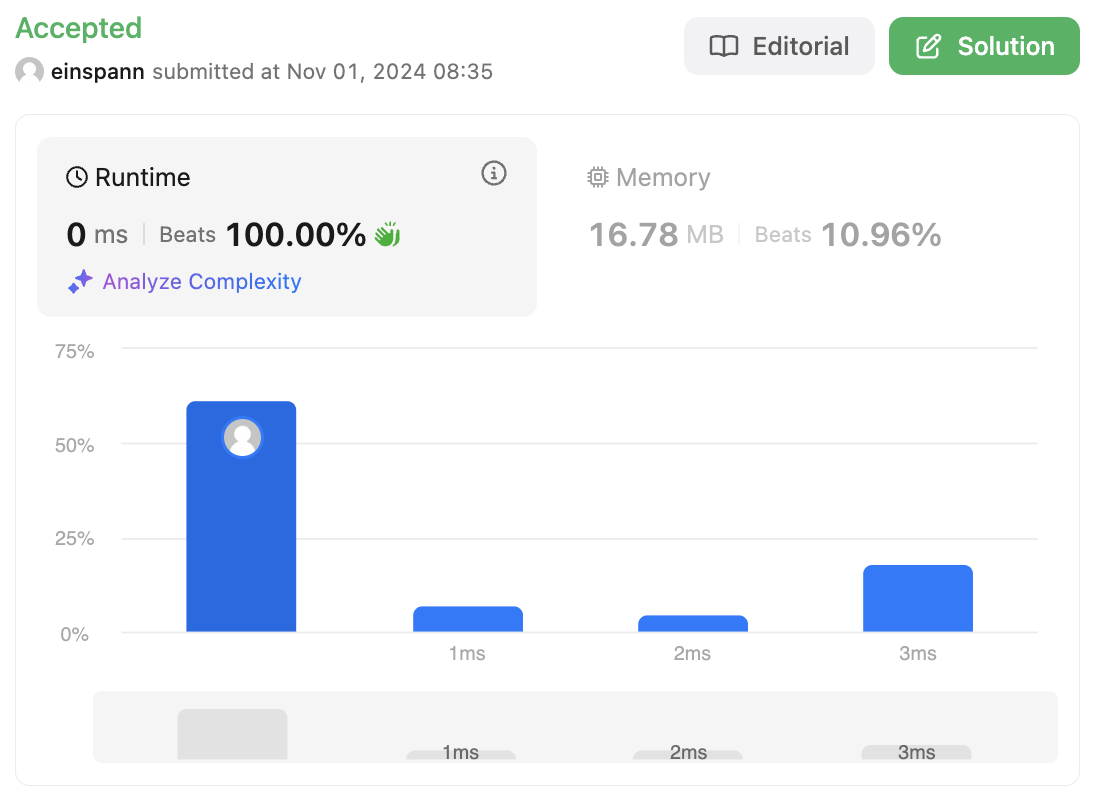 Accepted
einspann submitted at Nov 01, 2024 08:35
Editorial
Solution
Runtime
0 ms Beats 100.00%
Analyze Complexity
Memory
16.78 MB Beats 10.96%
75%
50%
25%
0%
1ms 2ms 3ms
1ms 2ms 3ms